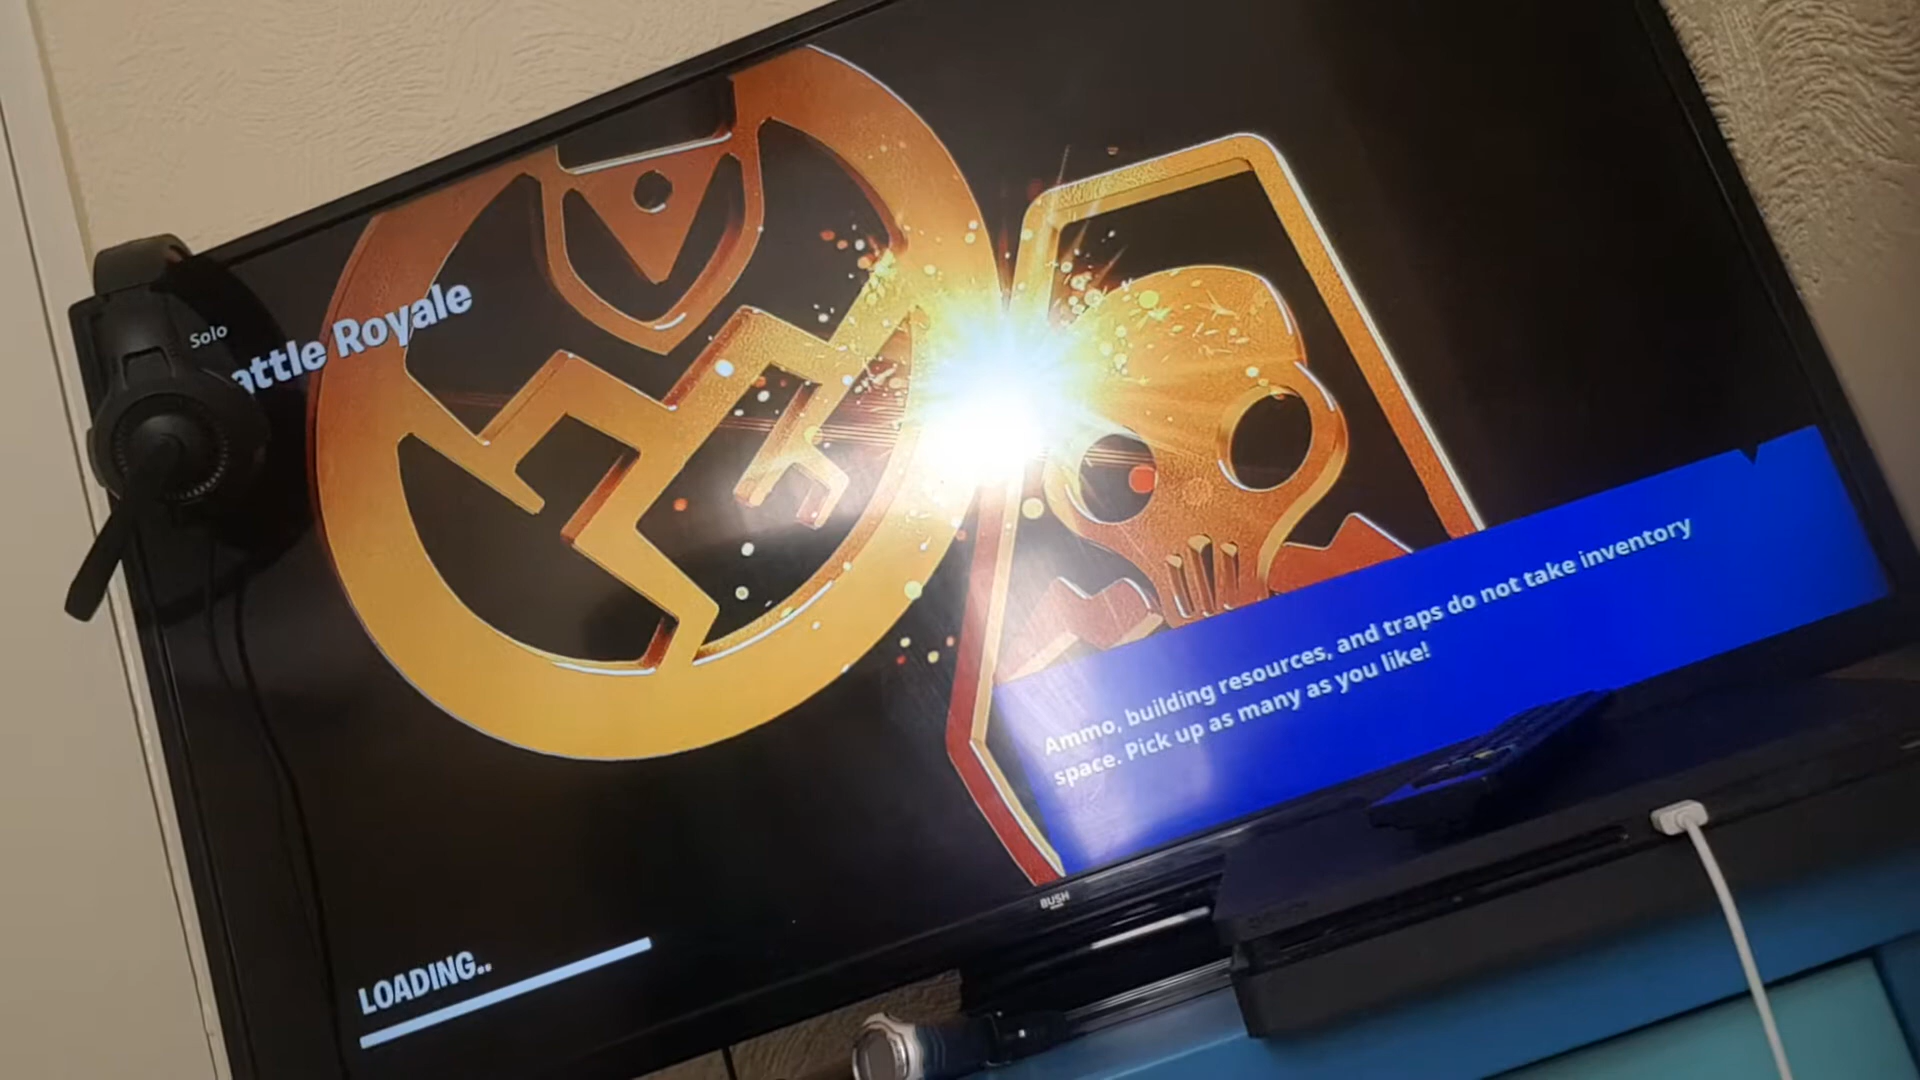 Solo
attle Royale
Ammo, building resources, and traps do not take inventory
space. Pick up as many as you like!
LOADING..
BUSH